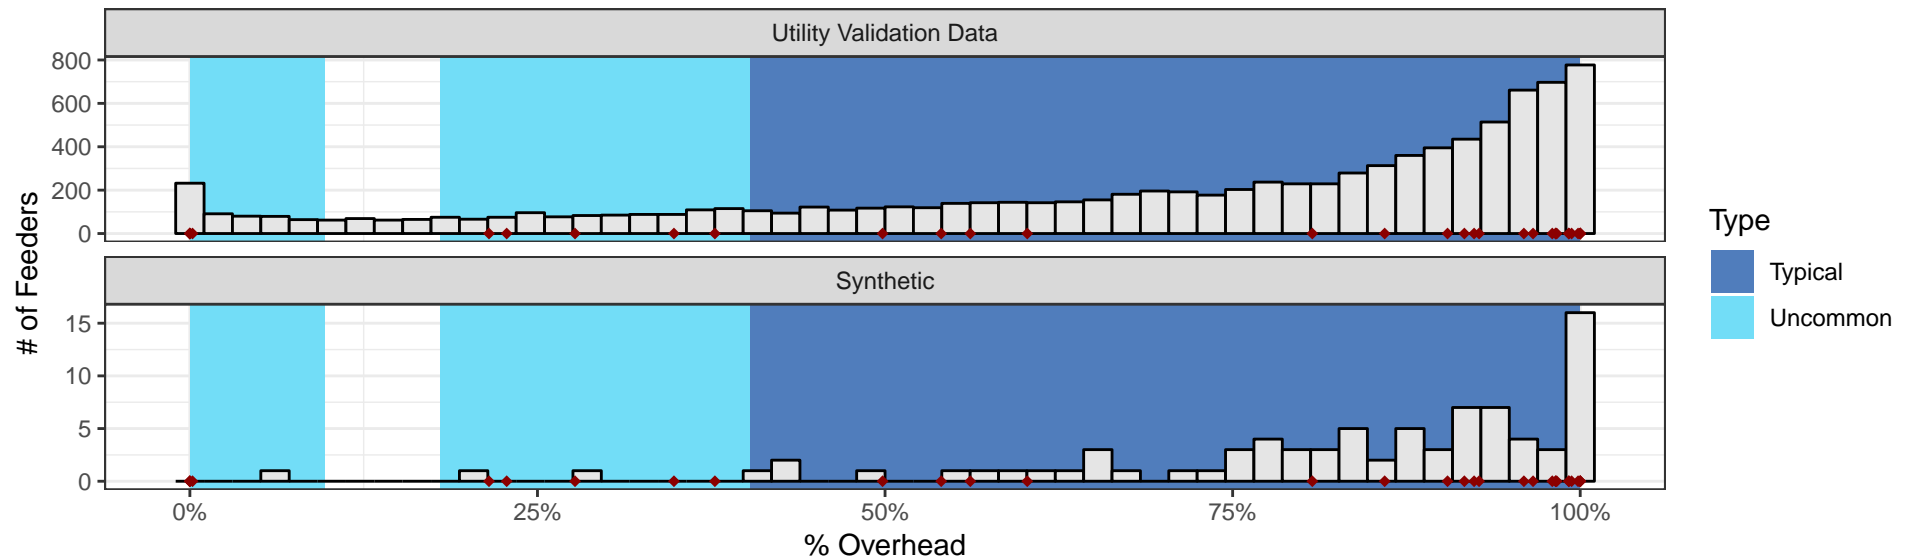 Utility Validation Data
800
600
400
200
0
Synthetic
15
10
5
0
0%
25%
50%
75%
100%
% Overhead
# of Feeders
Type
Typical
Uncommon